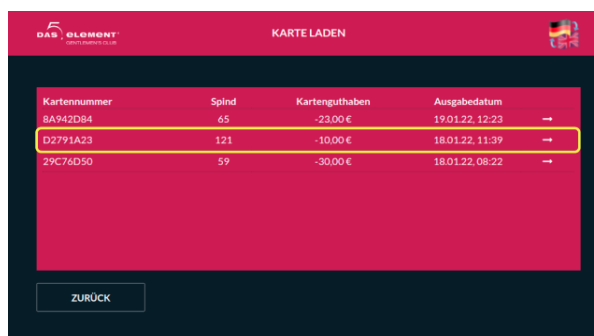 DAS 5 ELEMENT
GENTLEMEN'S CLUB
KARTE LADEN
Kartennummer Spind Kartenguthaben Ausgabedatum
8A942D84 65 -23,00 € 19.01.22, 12:23 →
D2791A23 121 -10,00 € 18.01.22, 11:39 →
29C76D50 59 -30,00 € 18.01.22, 08:22 →
ZURÜCK